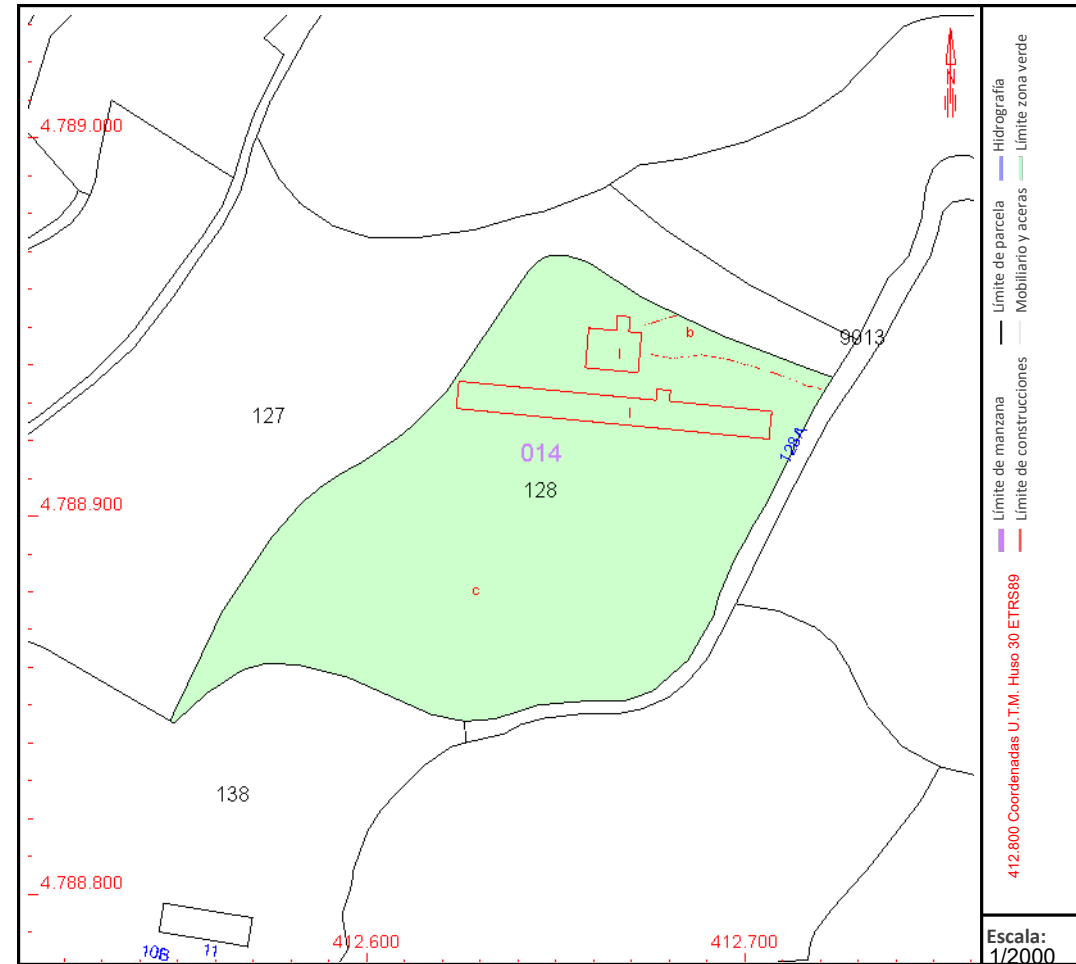 4.789.000
N
9013
b
I
127
I
014
128A
128
4.788.900
c
138
4.788.800
412.600
412.700
10B
11
Límite de manzana
Límite de parcela
Hidrografía
Límite de construcciones
Mobiliario y aceras
Límite zona verde
412.800 Coordenadas U.T.M. Huso 30 ETRS89
Escala:
1/2000